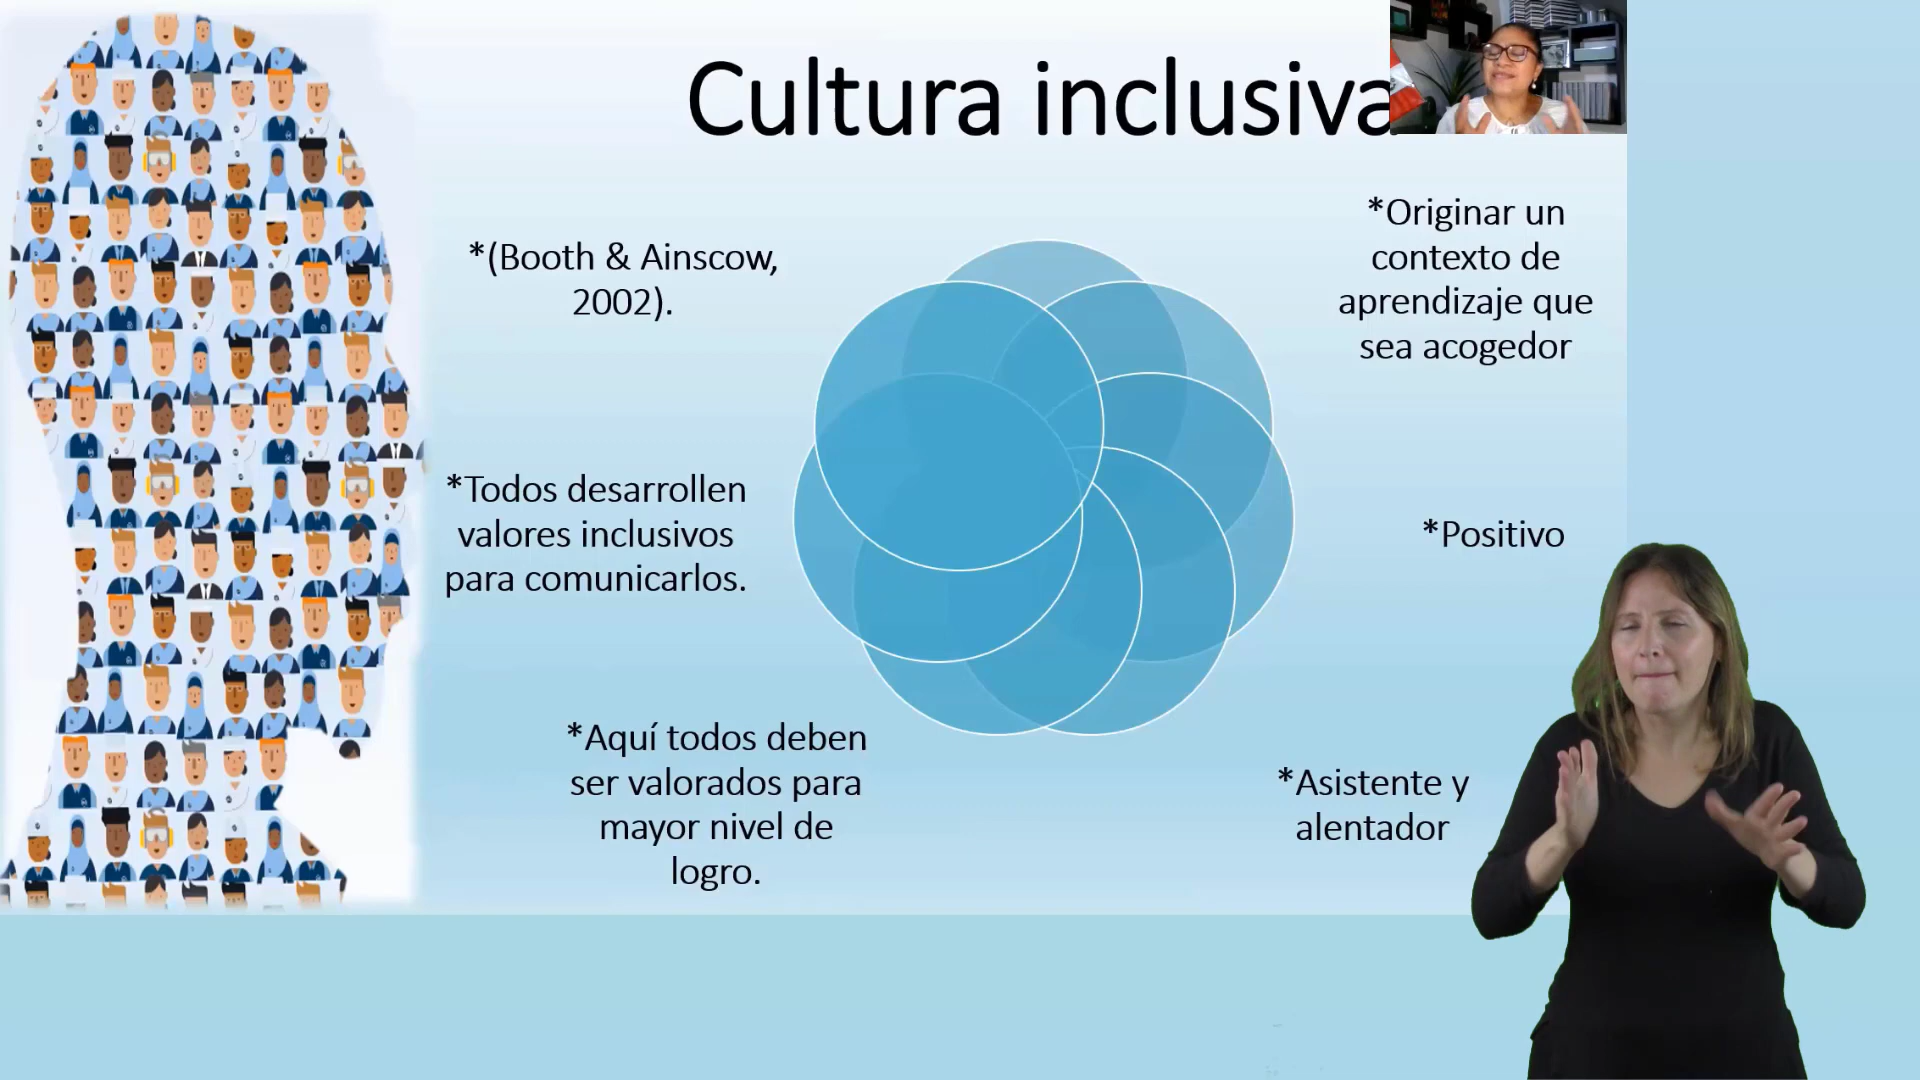 Cultura inclusiva
*(Booth & Ainscow,
2002).
*Originar un
contexto de
aprendizaje que
sea acogedor
*Todos desarrollen
valores inclusivos
para comunicarlos.
*Positivo
*Aquí todos deben
ser valorados para
mayor nivel de
logro.
*Asistente y
alentador